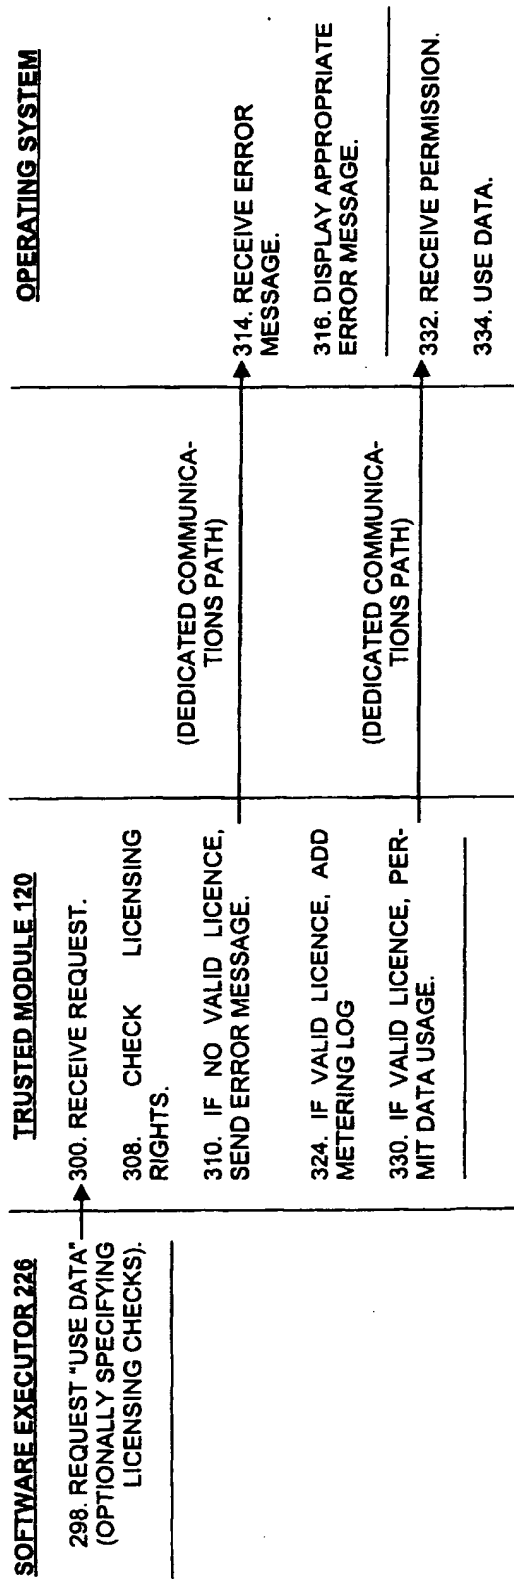 SOFTWARE EXECUTOR 226
298. REQUEST "USE DATA"
(OPTIONALLY SPECIFYING
LICENSING CHECKS).
TRUSTED MODULE 120
300. RECEIVE REQUEST.
308. CHECK LICENSING
RIGHTS.
310. IF NO VALID LICENCE,
SEND ERROR MESSAGE.
324. IF VALID LICENCE, ADD
METERING LOG
330. IF VALID LICENCE, PER-
MIT DATA USAGE.
(DEDICATED COMMUNICA-
TIONS PATH)
(DEDICATED COMMUNICA-
TIONS PATH)
OPERATING SYSTEM
314. RECEIVE ERROR
MESSAGE.
316. DISPLAY APPROPRIATE
ERROR MESSAGE.
332. RECEIVE PERMISSION.
334. USE DATA.